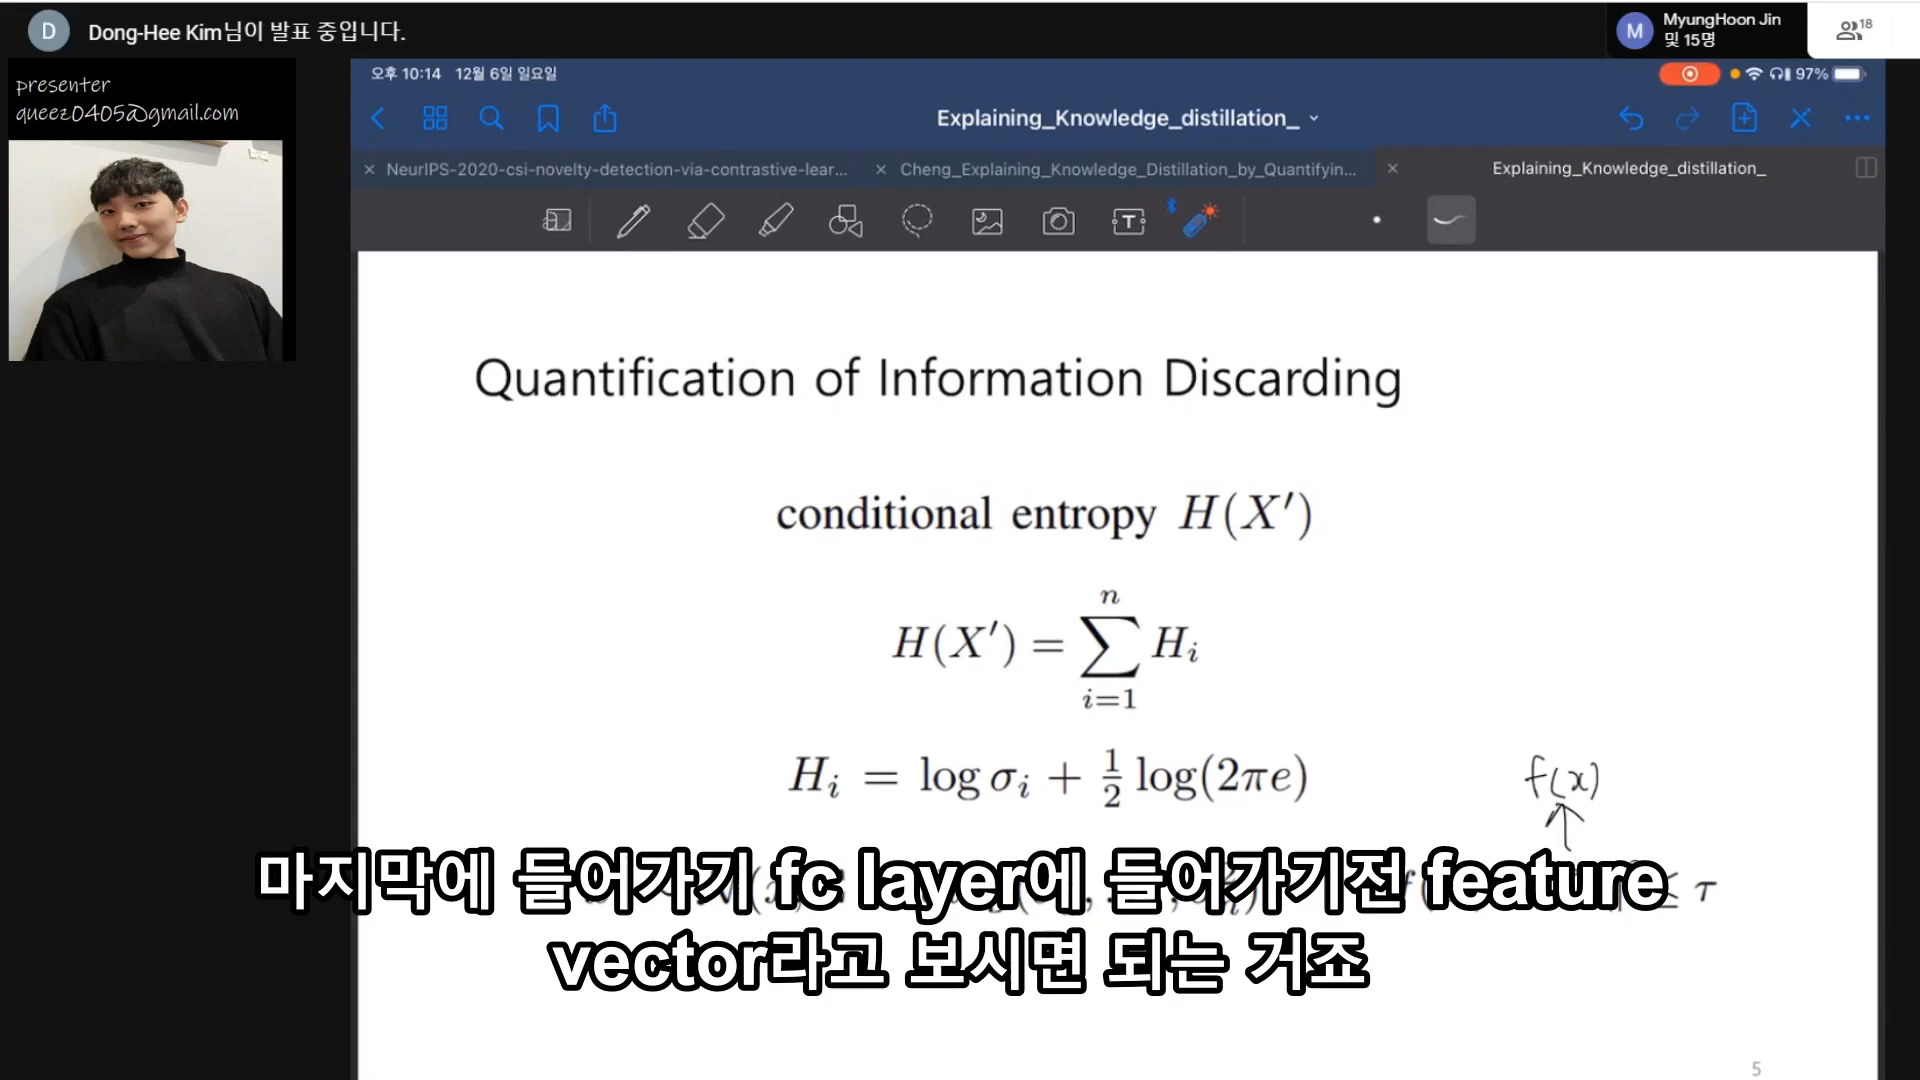 D Dong-Hee Kim님이 발표 중입니다.
M MyungHoon Jin
및 15명
18
presenter
queez0405@gmail.com
오후 10:14 12월 6일 일요일
97%
Explaining_Knowledge_distillation_
NeurIPS-2020-csi-novelty-detection-via-contrastive-lear...
Cheng_Explaining_Knowledge_Distillation_by_Quantifyin...
Explaining_Knowledge_distillation_
T
Quantification of Information Discarding
conditional entropy H(X′)
H(X′) = ∑_{i=1}^{n} H_i
H_i = log σ_i + ½ log(2πe)
f(x)
≤ τ
마지막에 들어가기 fc layer에 들어가기전 feature
vector라고 보시면 되는 거죠
5